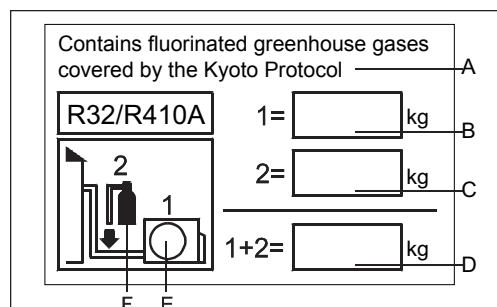 Contains fluorinated greenhouse gases
covered by the Kyoto Protocol
A
R32/R410A
1=
kg
B
2
1
2=
kg
C
1+2=
kg
D
F E